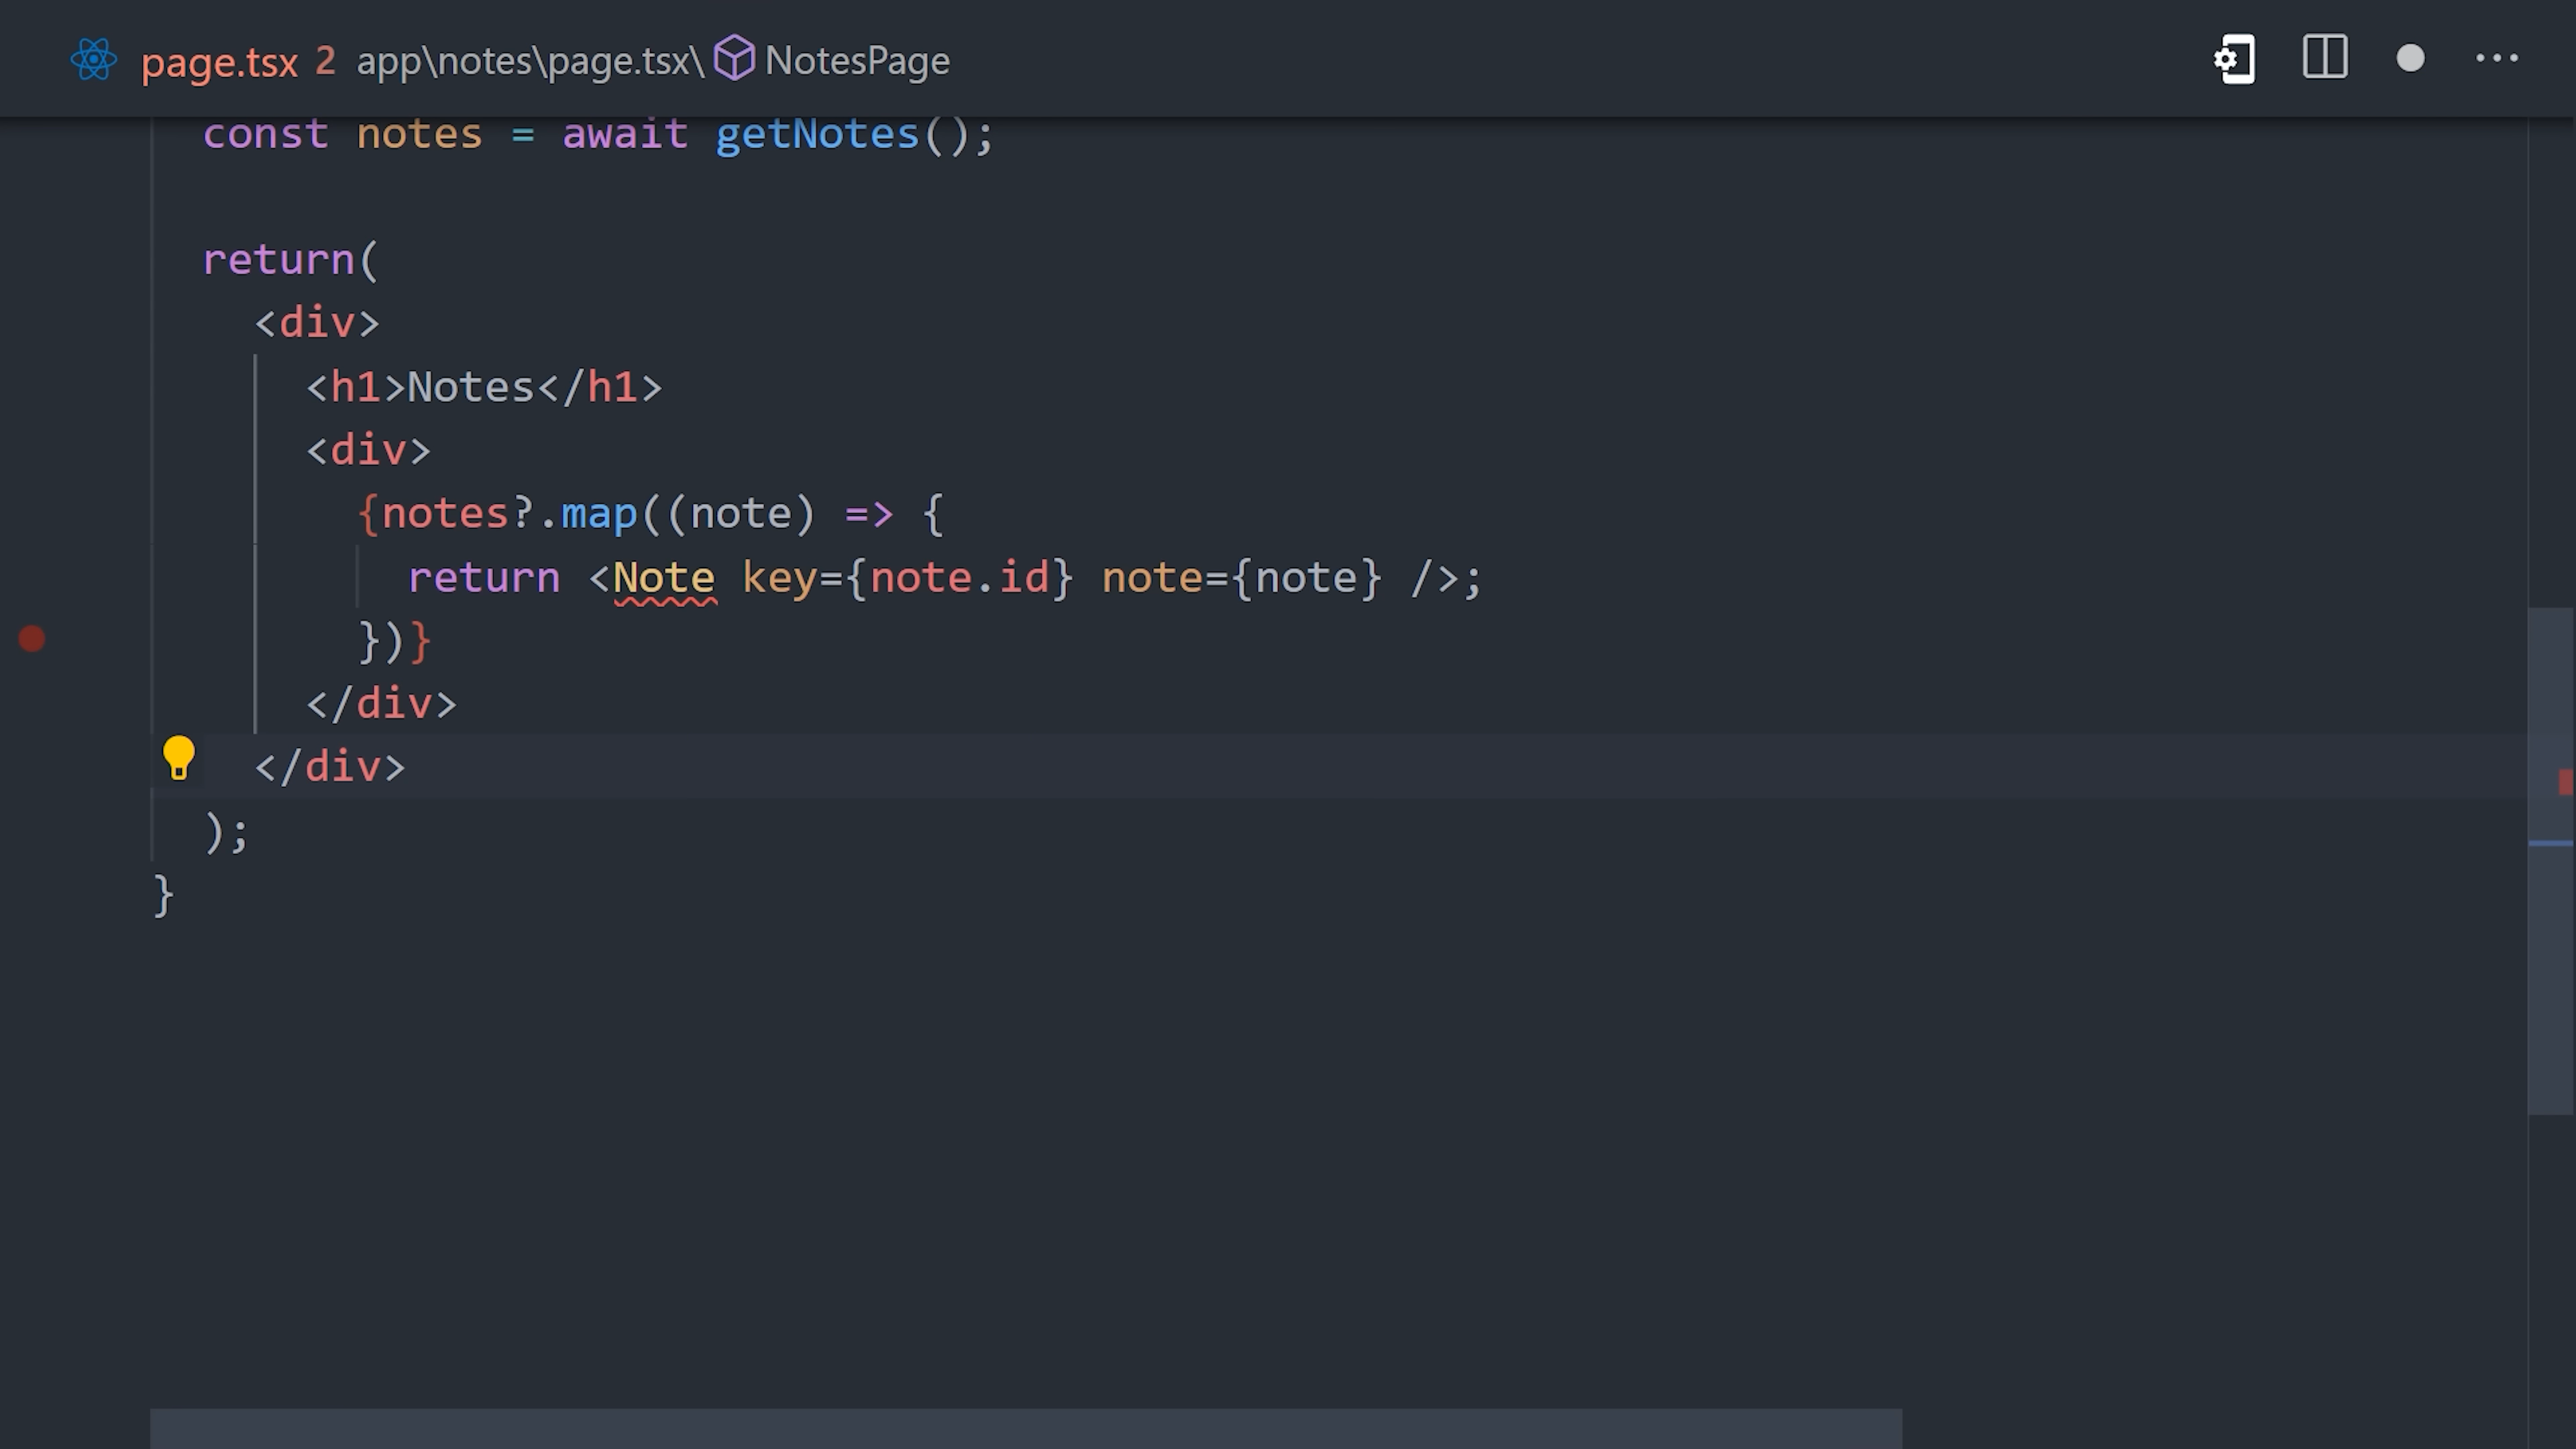 page.tsx 2 app\notes\page.tsx\ NotesPage
const notes = await getNotes();
return(
<div>
<h1>Notes</h1>
<div>
{notes?.map((note) => {
return <Note key={note.id} note={note} />;
})}
</div>
</div>
);
}